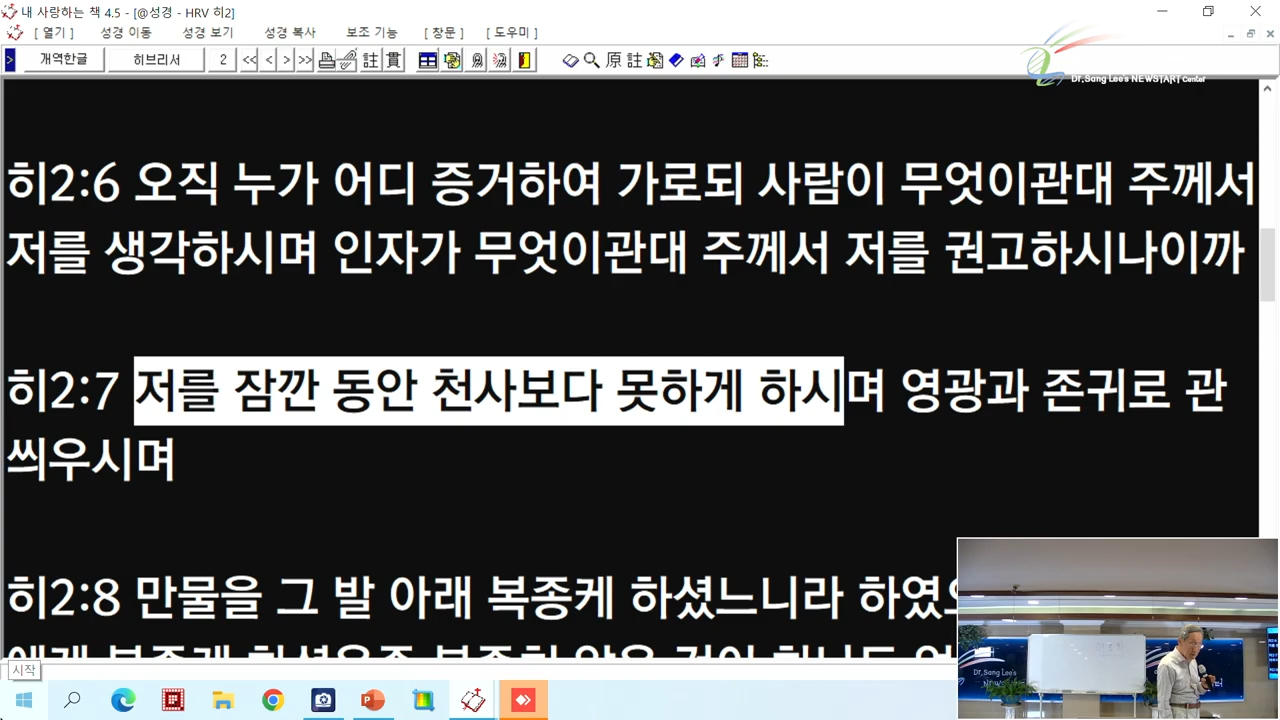 내 사랑하는 책 4.5 - [@성경 - HRV 히2]
[ 열기 ] 성경 이동 성경 보기 성경 복사 보조 기능 [ 창문 ] [ 도우미 ]
개역한글 히브리서 2 << < > >> 註 貫 原 註
Dr.Sang Lee's NEWSTART Center
히2:6 오직 누가 어디 증거하여 가로되 사람이 무엇이관대 주께서
저를 생각하시며 인자가 무엇이관대 주께서 저를 권고하시나이까
히2:7 저를 잠깐 동안 천사보다 못하게 하시며 영광과 존귀로 관
씌우시며
히2:8 만물을 그 발 아래 복종케 하셨느니라 하였
시작
Dr.Sang Lee's